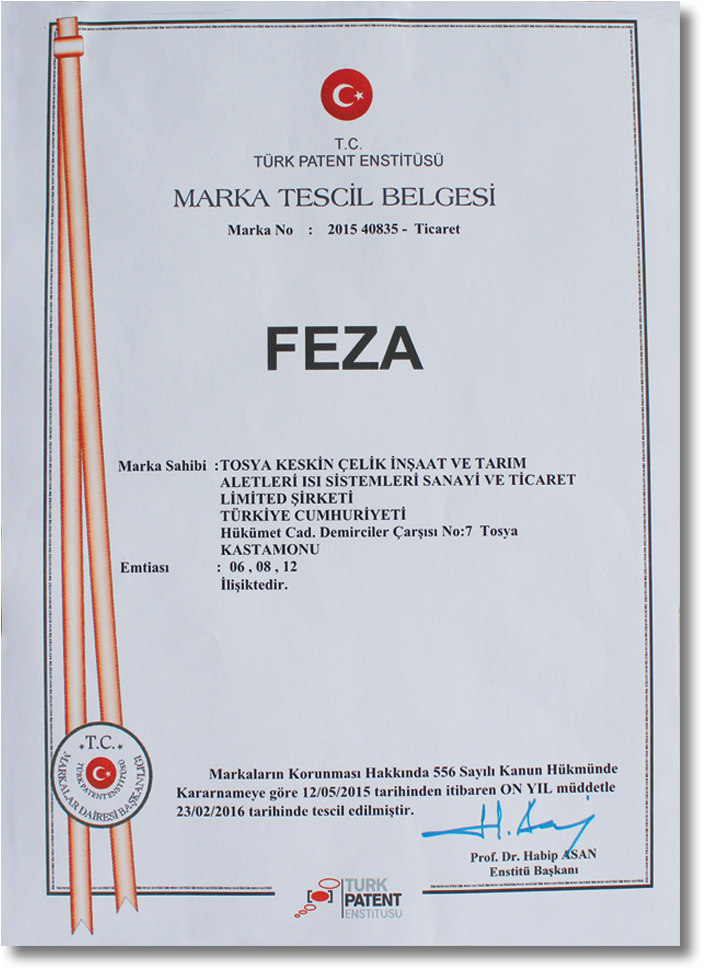 T.C.
TÜRK PATENT ENSTİTÜSÜ
MARKA TESCİL BELGESİ
Marka No : 2015 40835 - Ticaret
FEZA
Marka Sahibi :TOSYA KESKİN ÇELİK İNŞAAT VE TARIM
ALETLERİ ISI SİSTEMLERİ SANAYİ VE TİCARET
LİMİTED ŞİRKETİ
TÜRKİYE CUMHURİYETİ
Hükümet Cad. Demirciler Çarşısı No:7 Tosya
KASTAMONU
Emtiası : 06 , 08 , 12
İlişiktedir.
T.C.
TÜRK PATENT ENSTİTÜSÜ
MARKALAR DAİRESİ BAŞKANLIĞI
Markaların Korunması Hakkında 556 Sayılı Kanun Hükmünde
Kararnameye göre 12/05/2015 tarihinden itibaren ON YIL müddetle
23/02/2016 tarihinde tescil edilmiştir.
H. Asan
Prof. Dr. Habip ASAN
Enstitü Başkanı
TÜRK
PATENT
ENSTİTÜSÜ